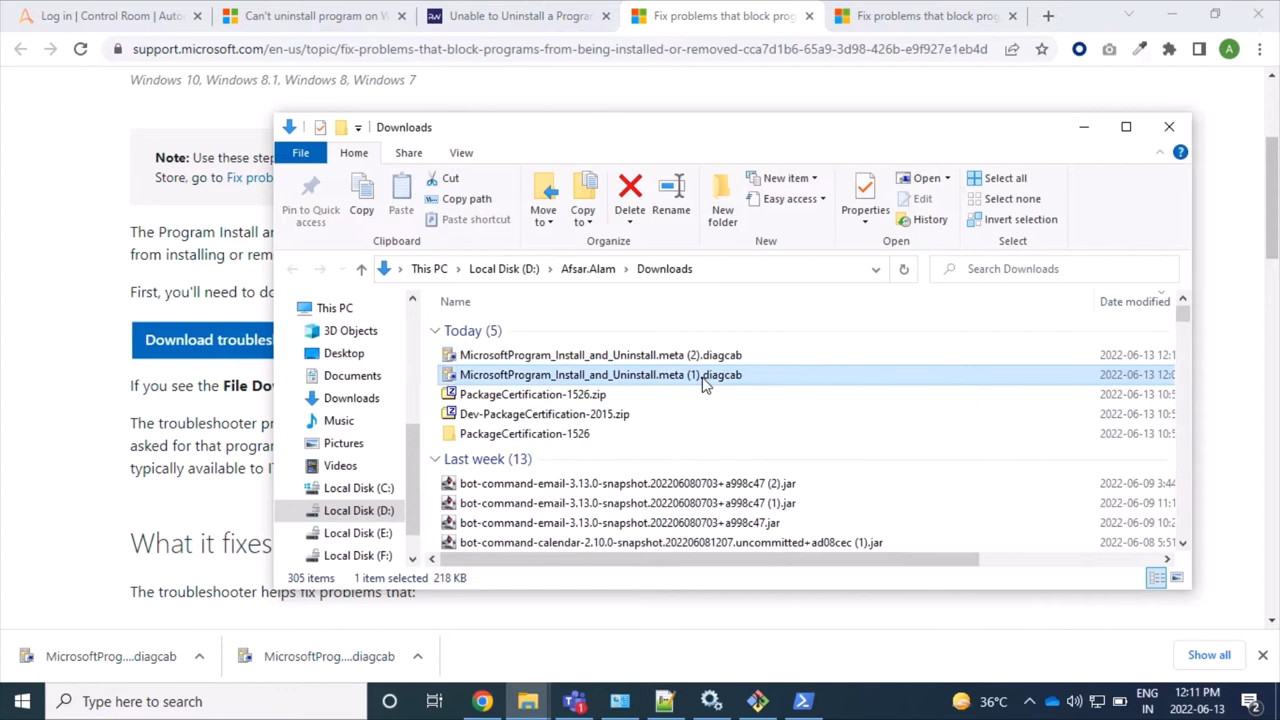 Log in | Control Room | Auto
Can't uninstall program on W
Unable to Uninstall a Progra
Fix problems that block prog
Fix problems that block prog
support.microsoft.com/en-us/topic/fix-problems-that-block-programs-from-being-installed-or-removed-cca7d1b6-65a9-3d98-426b-e9f927e1eb4d
A
Windows 10, Windows 8.1, Windows 8, Windows 7
Note: Use these step
Store, go to Fix prob
The Program Install an
from installing or remo
First, you'll need to do
Download troubles
If you see the File Dow
The troubleshooter pr
asked for that program
typically available to IT
What it fixes
The troubleshooter helps fix problems that:
Downloads
File Home Share View
Pin to Quick access
Copy
Paste
Cut
Copy path
Paste shortcut
Clipboard
Move to
Copy to
Delete
Rename
Organize
New folder
New item
Easy access
New
Properties
Open
Edit
History
Open
Select all
Select none
Invert selection
Select
This PC > Local Disk (D:) > Afsar.Alam > Downloads
Search Downloads
This PC
3D Objects
Desktop
Documents
Downloads
Music
Pictures
Videos
Local Disk (C:)
Local Disk (D:)
Local Disk (E:)
Local Disk (F:)
Name Date modified
Today (5)
MicrosoftProgram_Install_and_Uninstall.meta (2).diagcab 2022-06-13 12:1
MicrosoftProgram_Install_and_Uninstall.meta (1).diagcab 2022-06-13 12:0
PackageCertification-1526.zip 2022-06-13 10:5
Dev-PackageCertification-2015.zip 2022-06-13 10:5
PackageCertification-1526 2022-06-13 10:5
Last week (13)
bot-command-email-3.13.0-snapshot.202206080703+a998c47 (2).jar 2022-06-09 3:44
bot-command-email-3.13.0-snapshot.202206080703+a998c47 (1).jar 2022-06-09 11:1
bot-command-email-3.13.0-snapshot.202206080703+a998c47.jar 2022-06-09 10:2
bot-command-calendar-2.10.0-snapshot.202206081207.uncommitted+ad08cec (1).jar 2022-06-08 5:51
305 items 1 item selected 218 KB
MicrosoftProg....diagcab
MicrosoftProg....diagcab
Show all
Type here to search
36°C
ENG
IN
12:11 PM
2022-06-13
2